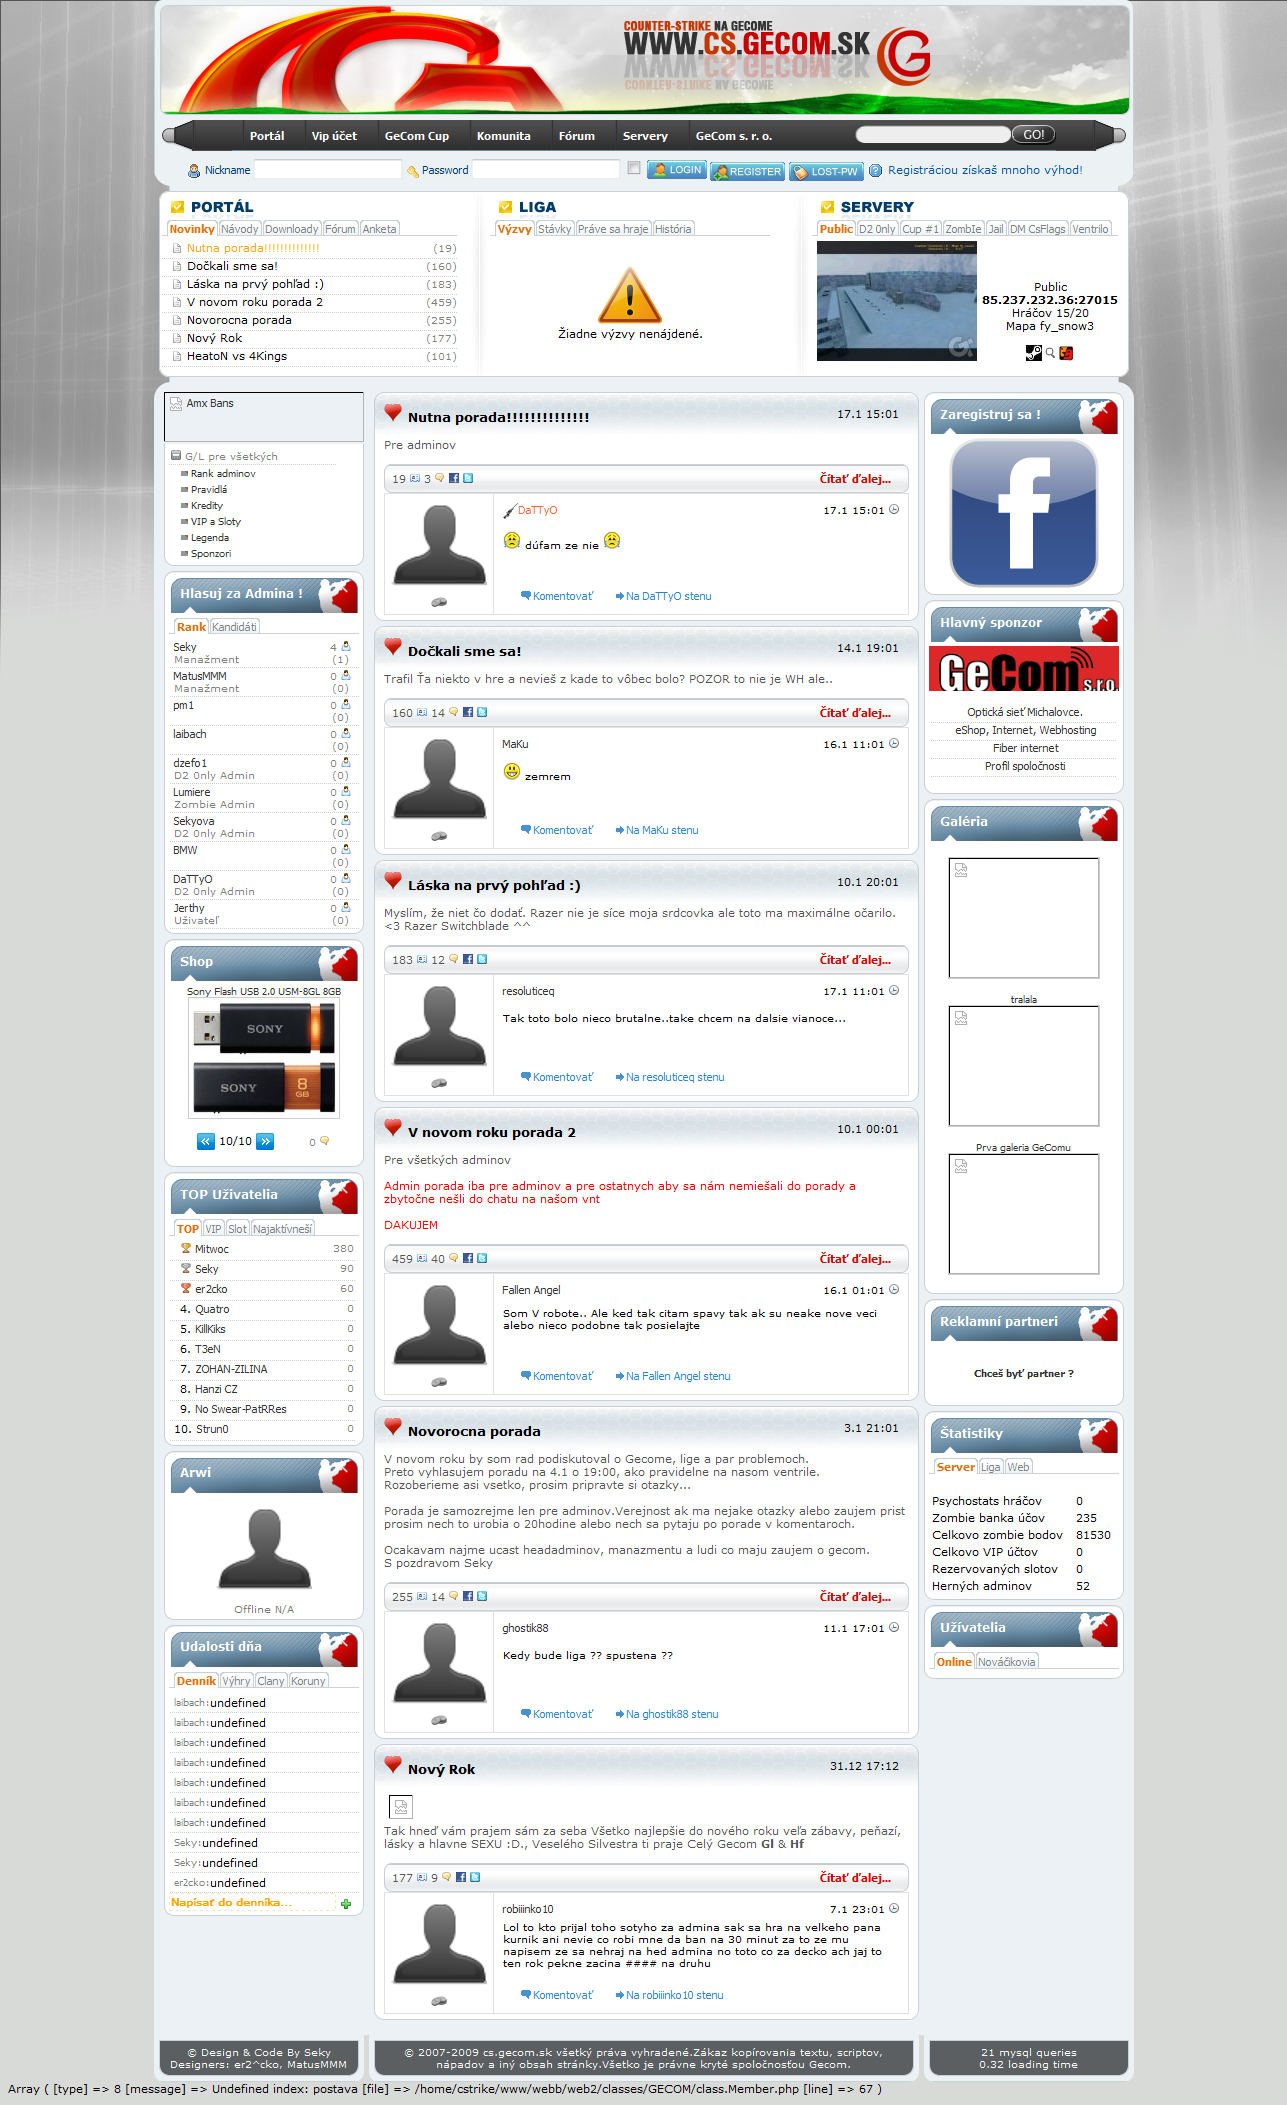 COUNTER-STRIKE NA GECOME
WWW.CS.GECOM.SK
Portál Vip účet GeCom Cup Komunita Fórum Servery GeCom s. r. o. GO!
Nickname Password LOGIN REGISTER LOST-PW Registráciou získaš mnoho výhod!
PORTÁL
Novinky Návody Downloady Fórum Anketa
Nutna porada!!!!!!!!!!!!!! (19)
Dočkali sme sa! (160)
Láska na prvý pohľad :) (183)
V novom roku porada 2 (459)
Novorocna porada (255)
Nový Rok (177)
HeatoN vs 4Kings (101)
LIGA
Výzvy Stávky Práve sa hraje História
Žiadne výzvy nenájdené.
SERVERY
Public D2 0nly Cup #1 ZombIe Jail DM CsFlags Ventrilo
Public
85.237.232.36:27015
Hráčov 15/20
Mapa fy_snow3
Amx Bans
G/L pre všetkých
Rank adminov
Pravidlá
Kredity
VIP a Sloty
Legenda
Sponzori
Hlasuj za Admina !
Rank Kandidáti
Seky 4
Manažment (1)
MatusMMM 0
Manažment (0)
pm1 0
(0)
laibach 0
(0)
dzefo1 0
D2 0nly Admin (0)
Lumiere 0
Zombie Admin (0)
Sekyova 0
D2 0nly Admin (0)
BMW 0
(0)
DaTTyO 0
D2 0nly Admin (0)
Jerthy 0
Uživateľ (0)
Shop
Sony Flash USB 2.0 USM-8GL 8GB
SONY
SONY 8 GB
10/10 0
TOP Uživatelia
TOP VIP Slot Najaktívneší
Mitwoc 380
Seky 90
er2cko 60
4. Quatro 0
5. KillKiks 0
6. T3eN 0
7. ZOHAN-ZILINA 0
8. Hanzi CZ 0
9. No Swear-PatRRes 0
10. Strun0 0
Arwi
Offline N/A
Udalosti dňa
Denník Výhry Clany Koruny
laibach:undefined
laibach:undefined
laibach:undefined
laibach:undefined
laibach:undefined
laibach:undefined
laibach:undefined
Seky:undefined
Seky:undefined
er2cko:undefined
Napísať do denníka...
Nutna porada!!!!!!!!!!!!!! 17.1 15:01
Pre adminov
19 3 Čítať ďalej...
DaTTyO 17.1 15:01
dúfam ze nie
Komentovať Na DaTTyO stenu
Dočkali sme sa! 14.1 19:01
Trafil Ťa niekto v hre a nevieš z kade to vôbec bolo? POZOR to nie je WH ale..
160 14 Čítať ďalej...
MaKu 16.1 11:01
zemrem
Komentovať Na MaKu stenu
Láska na prvý pohľad :) 10.1 20:01
Myslím, že niet čo dodať. Razer nie je síce moja srdcovka ale toto ma maximálne očarilo.
<3 Razer Switchblade ^^
183 12 Čítať ďalej...
resoluticeq 17.1 11:01
Tak toto bolo nieco brutalne..take chcem na dalsie vianoce...
Komentovať Na resoluticeq stenu
V novom roku porada 2 10.1 00:01
Pre všetkých adminov
Admin porada iba pre adminov a pre ostatnych aby sa nám nemiešali do porady a
zbytočne nešli do chatu na našom vnt
DAKUJEM
459 40 Čítať ďalej...
Fallen Angel 16.1 01:01
Som V robote.. Ale ked tak citam spavy tak ak su neake nove veci
alebo nieco podobne tak posielajte
Komentovať Na Fallen Angel stenu
Novorocna porada 3.1 21:01
V novom roku by som rad podiskutoval o Gecome, lige a par problemoch.
Preto vyhlasujem poradu na 4.1 o 19:00, ako pravidelne na nasom ventrile.
Rozoberieme asi vsetko, prosim pripravte si otazky...
Porada je samozrejme len pre adminov.Verejnost ak ma nejake otazky alebo zaujem prist
prosim nech to urobia o 20hodine alebo nech sa pytaju po porade v komentaroch.
Ocakavam najme ucast headadminov, manazmentu a ludi co maju zaujem o gecom.
S pozdravom Seky
255 14 Čítať ďalej...
ghostik88 11.1 17:01
Kedy bude liga ?? spustena ??
Komentovať Na ghostik88 stenu
Nový Rok 31.12 17:12
Tak hneď vám prajem sám za seba Všetko najlepšie do nového roku veľa zábavy, peňazí,
lásky a hlavne SEXU :D., Veselého Silvestra ti praje Celý Gecom Gl & Hf
177 9 Čítať ďalej...
robiiinko10 7.1 23:01
Lol to kto prijal toho sotyho za admina sak sa hra na velkeho pana
kurnik ani nevie co robi mne da ban na 30 minut za to ze mu
napisem ze sa nehraj na hed admina no toto co za decko ach jaj to
ten rok pekne zacina #### na druhu
Komentovať Na robiiinko10 stenu
Zaregistruj sa !
f
Hlavný sponzor
GeCom s.r.o.
Optická sieť Michalovce.
eShop, Internet, Webhosting
Fiber internet
Profil spoločnosti
Galéria
tralala
Prva galeria GeComu
Reklamní partneri
Chceš byť partner ?
Štatistiky
Server Liga Web
Psychostats hráčov 0
Zombie banka účov 235
Celkovo zombie bodov 81530
Celkovo VIP účtov 0
Rezervovaných slotov 0
Herných adminov 52
Užívatelia
Online Nováčikovia
© Design & Code By Seky
Designers: er2^cko, MatusMMM
© 2007-2009 cs.gecom.sk všetký práva vyhradené.Zákaz kopírovania textu, scriptov,
nápadov a iný obsah stránky.Všetko je právne kryté spoločnosťou Gecom.
21 mysql queries
0.32 loading time
Array ( [type] => 8 [message] => Undefined index: postava [file] => /home/cstrike/www/webb/web2/classes/GECOM/class.Member.php [line] => 67 )